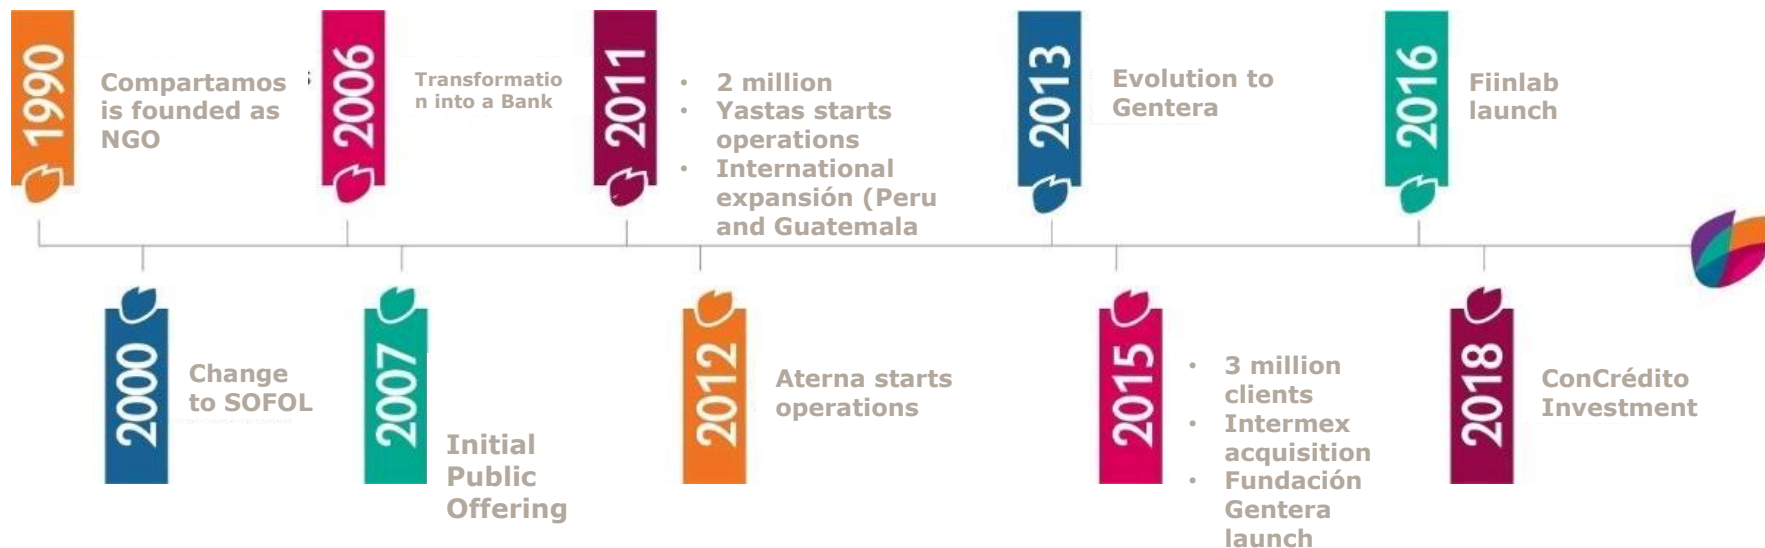 1990
Compartamos
is founded as
NGO
2006
Transformatio
n into a Bank
2011
• 2 million
• Yastas starts
operations
• International
expansión (Peru
and Guatemala
2013
Evolution to
Gentera
2016
Fiinlab
launch
2000
Change
to SOFOL
2007
Initial
Public
Offering
2012
Aterna starts
operations
2015
• 3 million
clients
• Intermex
acquisition
• Fundación
Gentera
launch
2018
ConCrédito
Investment